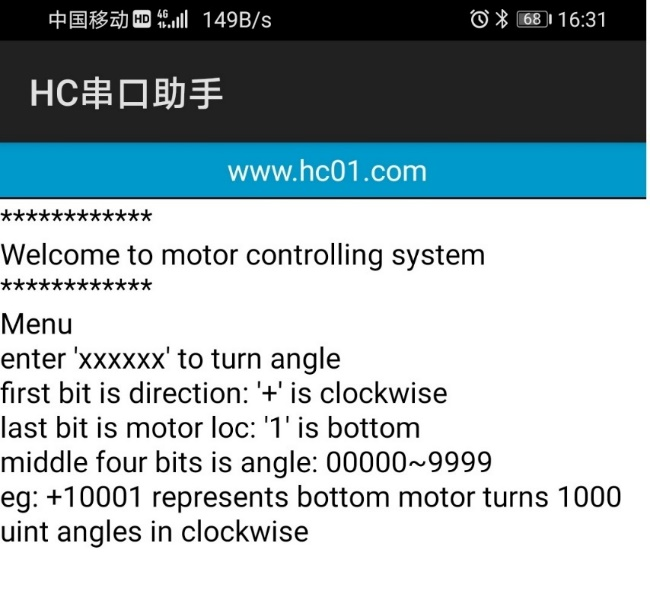 中国移动 HD 4G 149B/s 68 16:31
HC串口助手
www.hc01.com
************
Welcome to motor controlling system
************
Menu
enter 'xxxxxx' to turn angle
first bit is direction: '+' is clockwise
last bit is motor loc: '1' is bottom
middle four bits is angle: 00000~9999
eg: +10001 represents bottom motor turns 1000
uint angles in clockwise